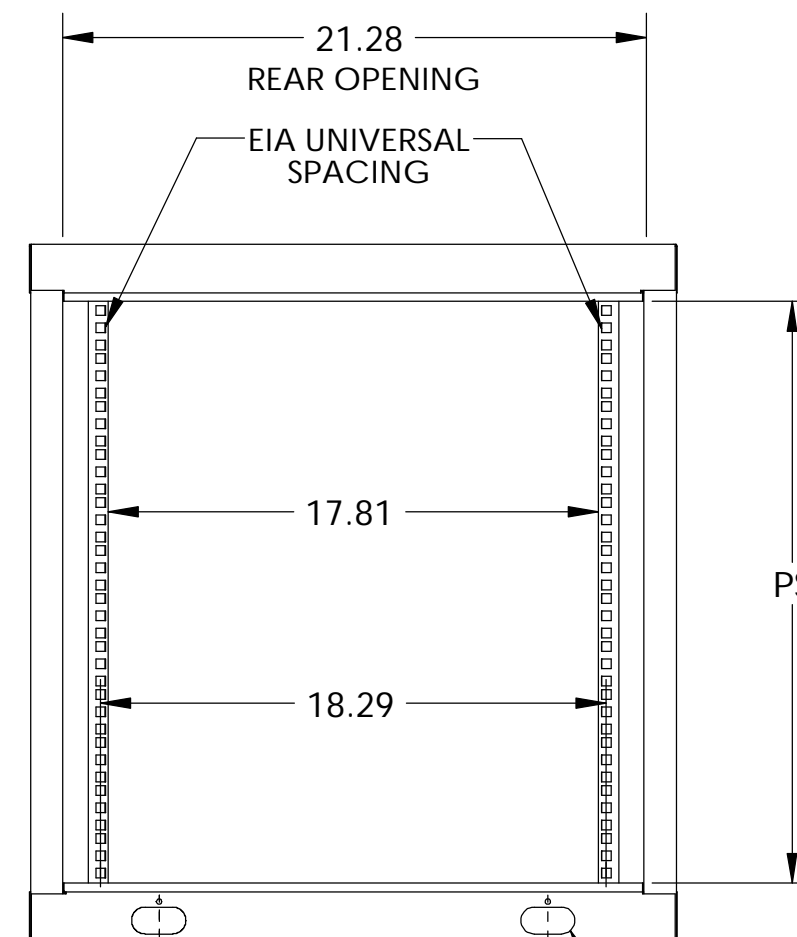 21.28
REAR OPENING
EIA UNIVERSAL
SPACING
17.81
18.29